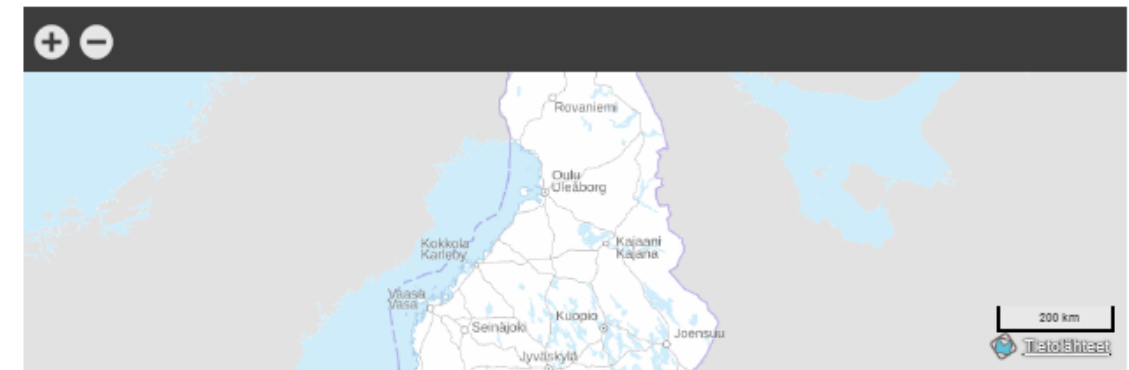 Rovaniemi
Oulu
Uleåborg
Kokkola
Karleby
Kajaani
Kajana
Vaasa
Vasa
Kuopio
200 km
Seinäjoki
Joensuu
Tietolähteet
Jyväskylä